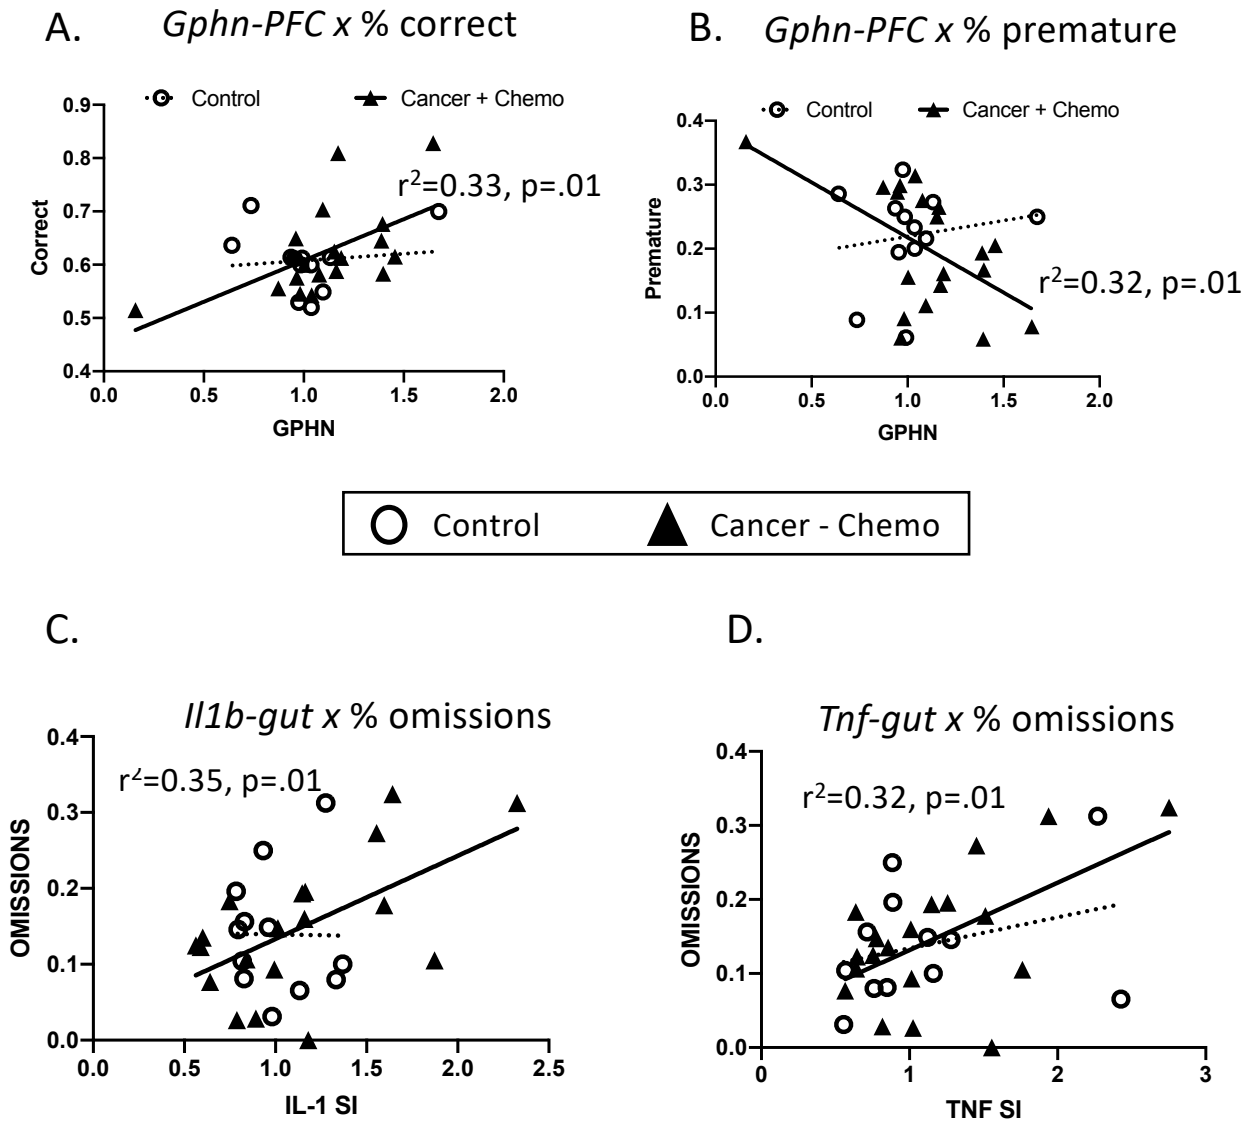 A.
Gphn-PFC x % correct
Control
Cancer + Chemo
0.9
0.8
0.7
0.6
0.5
0.4
Correct
r²=0.33, p=.01
0.0 0.5 1.0 1.5 2.0
GPHN
B.
Gphn-PFC x % premature
Control
Cancer + Chemo
0.4
0.3
0.2
0.1
0.0
Premature
r²=0.32, p=.01
0.0 0.5 1.0 1.5 2.0
GPHN
Control
Cancer - Chemo
C.
Il1b-gut x % omissions
0.4
0.3
0.2
0.1
0.0
OMISSIONS
r²=0.35, p=.01
0.0 0.5 1.0 1.5 2.0 2.5
IL-1 SI
D.
Tnf-gut x % omissions
0.4
0.3
0.2
0.1
0.0
OMISSIONS
r²=0.32, p=.01
0 1 2 3
TNF SI